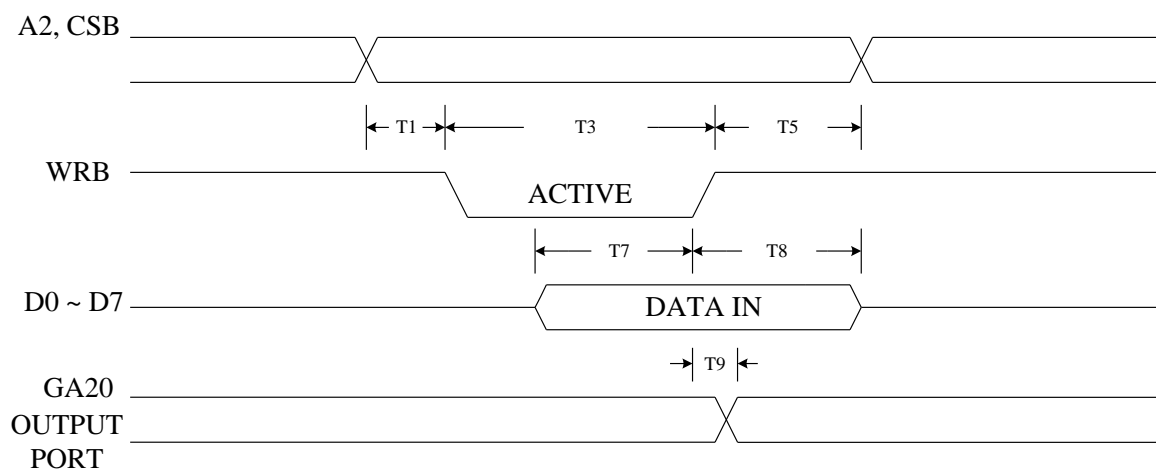 A2, CSB
T1
T3
T5
WRB
ACTIVE
T7
T8
D0 ~ D7
DATA IN
T9
GA20
OUTPUT
PORT